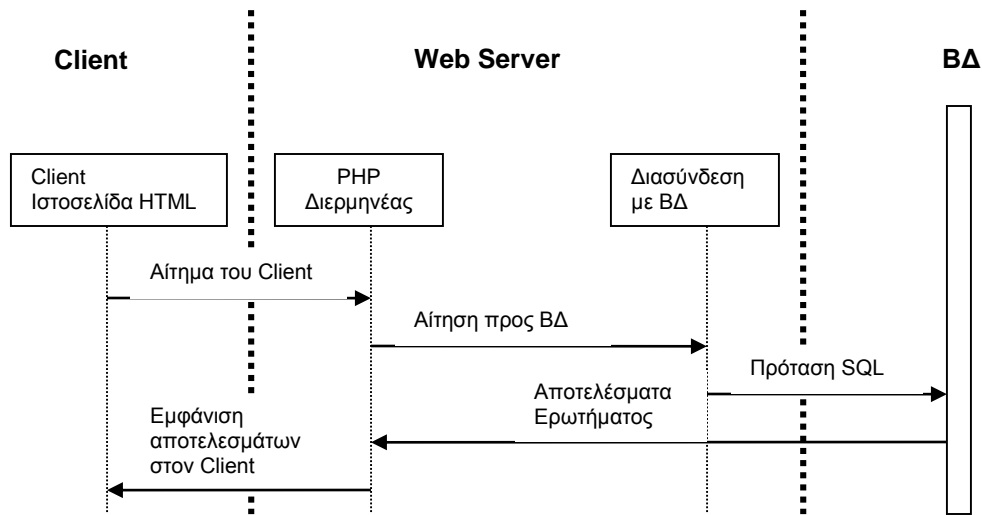 Client
Web Server
ΒΔ
Client
Ιστοσελίδα HTML
PHP
Διερμηνέας
Διασύνδεση
με ΒΔ
Αίτημα του Client
Αίτηση προς ΒΔ
Πρόταση SQL
Αποτελέσματα
Ερωτήματος
Εμφάνιση
αποτελεσμάτων
στον Client